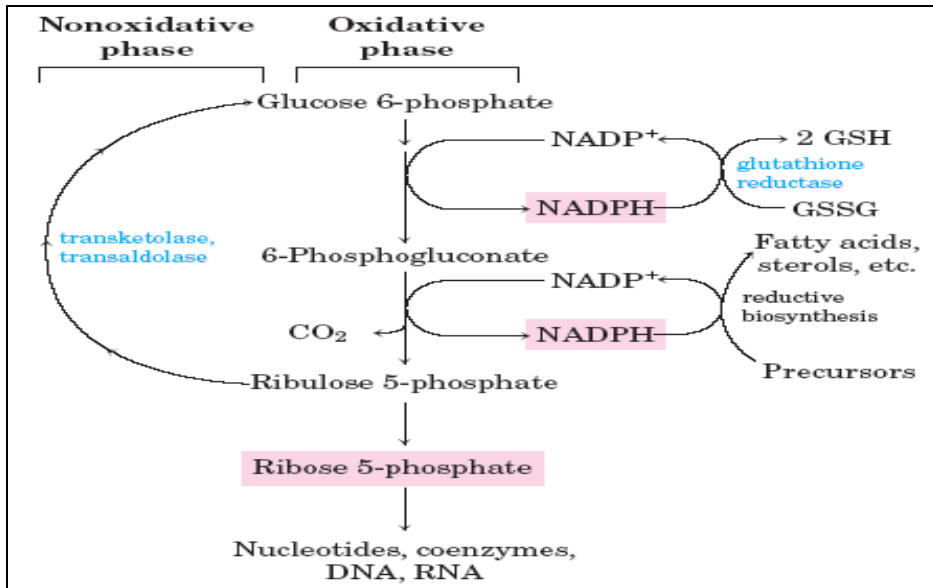 Nonoxidative
phase
Oxidative
phase
Glucose 6-phosphate
NADP+
2 GSH
glutathione
reductase
NADPH
GSSG
transketolase,
transaldolase
6-Phosphogluconate
Fatty acids,
sterols, etc.
NADP+
reductive
biosynthesis
CO2
NADPH
Precursors
Ribulose 5-phosphate
Ribose 5-phosphate
Nucleotides, coenzymes,
DNA, RNA